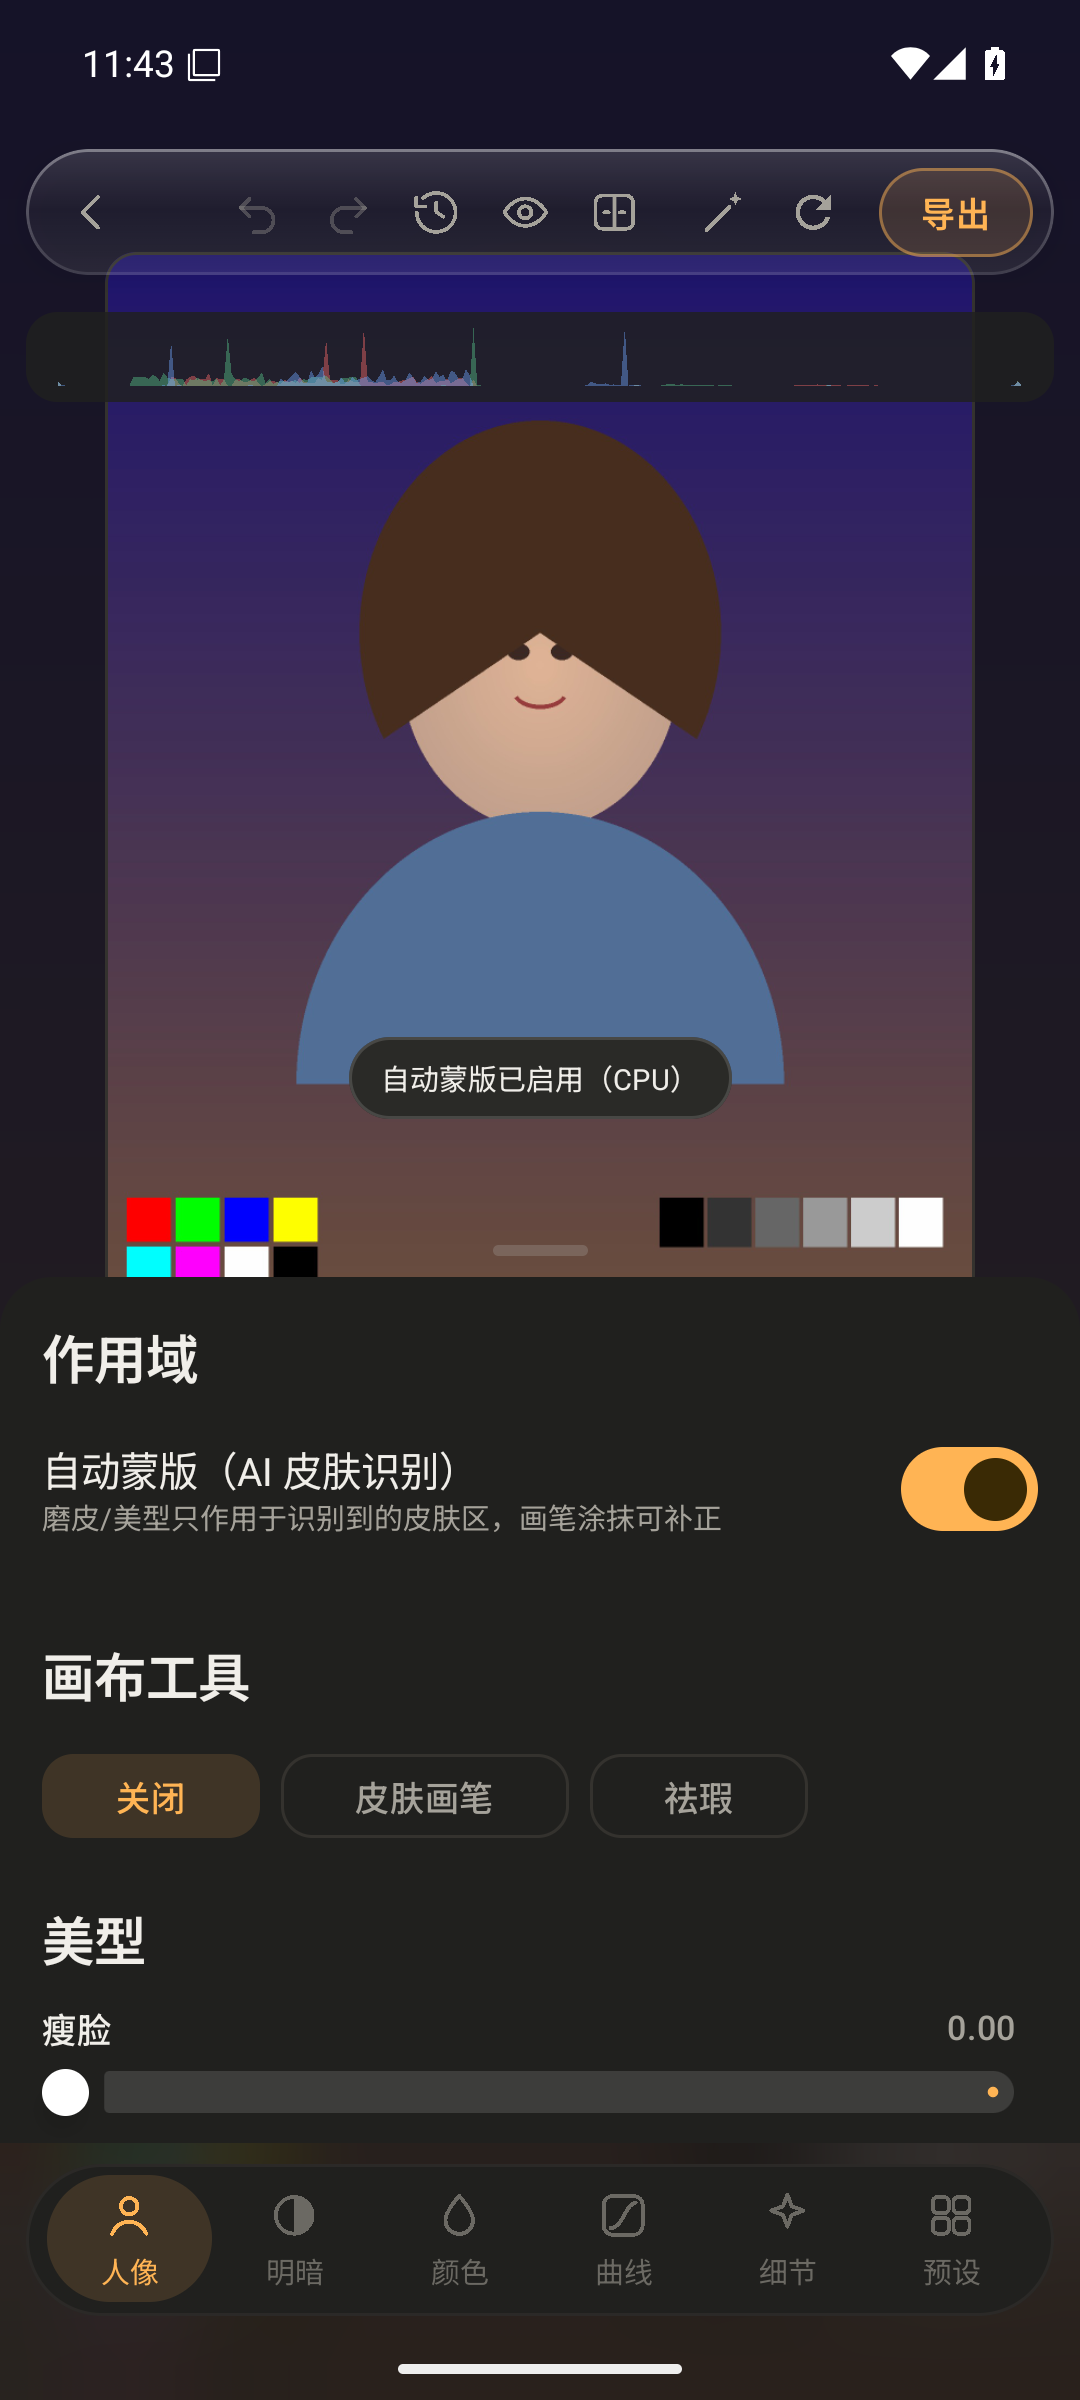 11:43
导出
自动蒙版已启用（CPU）
作用域
自动蒙版（AI 皮肤识别）
磨皮/美型只作用于识别到的皮肤区，画笔涂抹可补正
画布工具
关闭 皮肤画笔 祛瑕
美型
瘦脸 0.00
人像 明暗 颜色 曲线 细节 预设